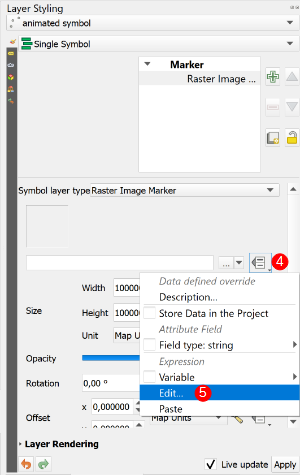 Layer Styling
animated symbol
Single Symbol
Marker
Raster Image ...
Symbol layer type Raster Image Marker
... 4
Data defined override
Description...
Store Data in the Project
Attribute Field
Field type: string
Expression
Variable
Edit... 5
Paste
Size
Width 100000
Height 100000
Unit Map U
Opacity
Rotation 0,00 °
Offset
x 0,000000 Map Units
y 0,000000
Layer Rendering
Live update Apply